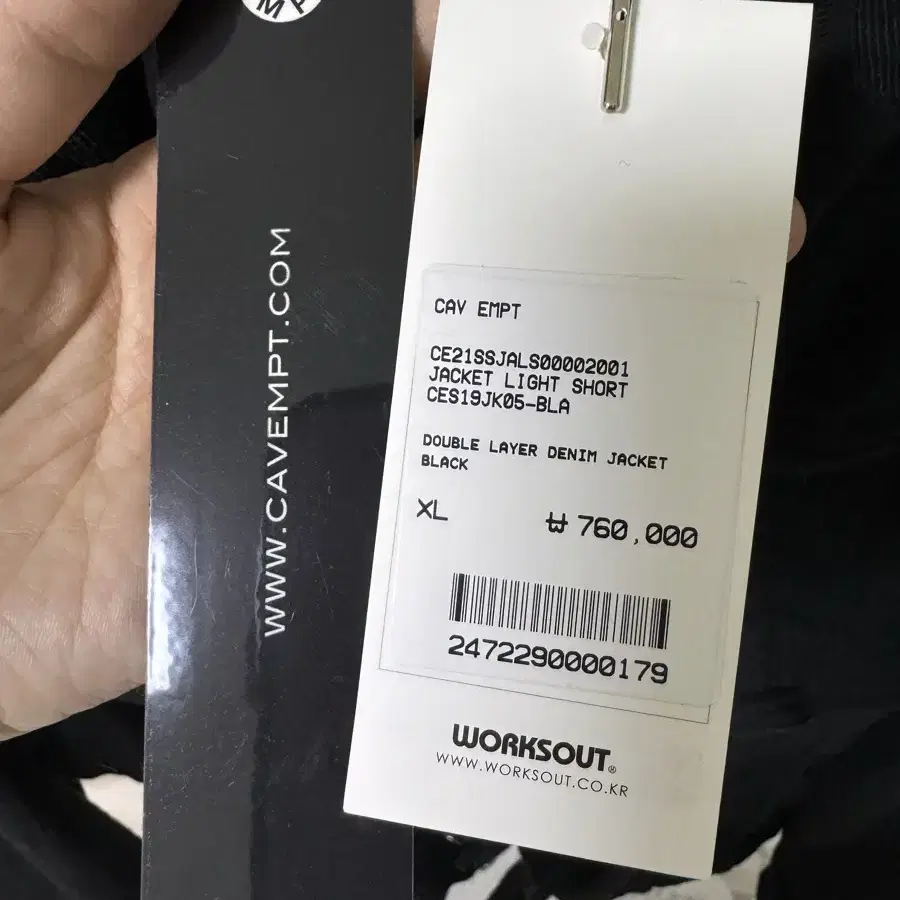 MP
WWW.CAVEMPT.COM
CAV EMPT
CE21SSJALS00002001
JACKET LIGHT SHORT
CES19JK05-BLA
DOUBLE LAYER DENIM JACKET
BLACK
XL ₩ 760,000
2472290000179
WORKSOUT®
WWW.WORKSOUT.CO.KR